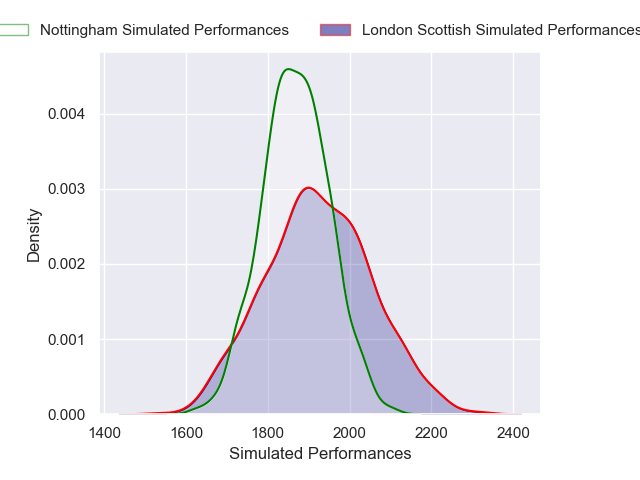 Nottingham Simulated Performances
London Scottish Simulated Performances
0.004
0.003
0.002
0.001
0.000
Density
1400 1600 1800 2000 2200 2400
Simulated Performances